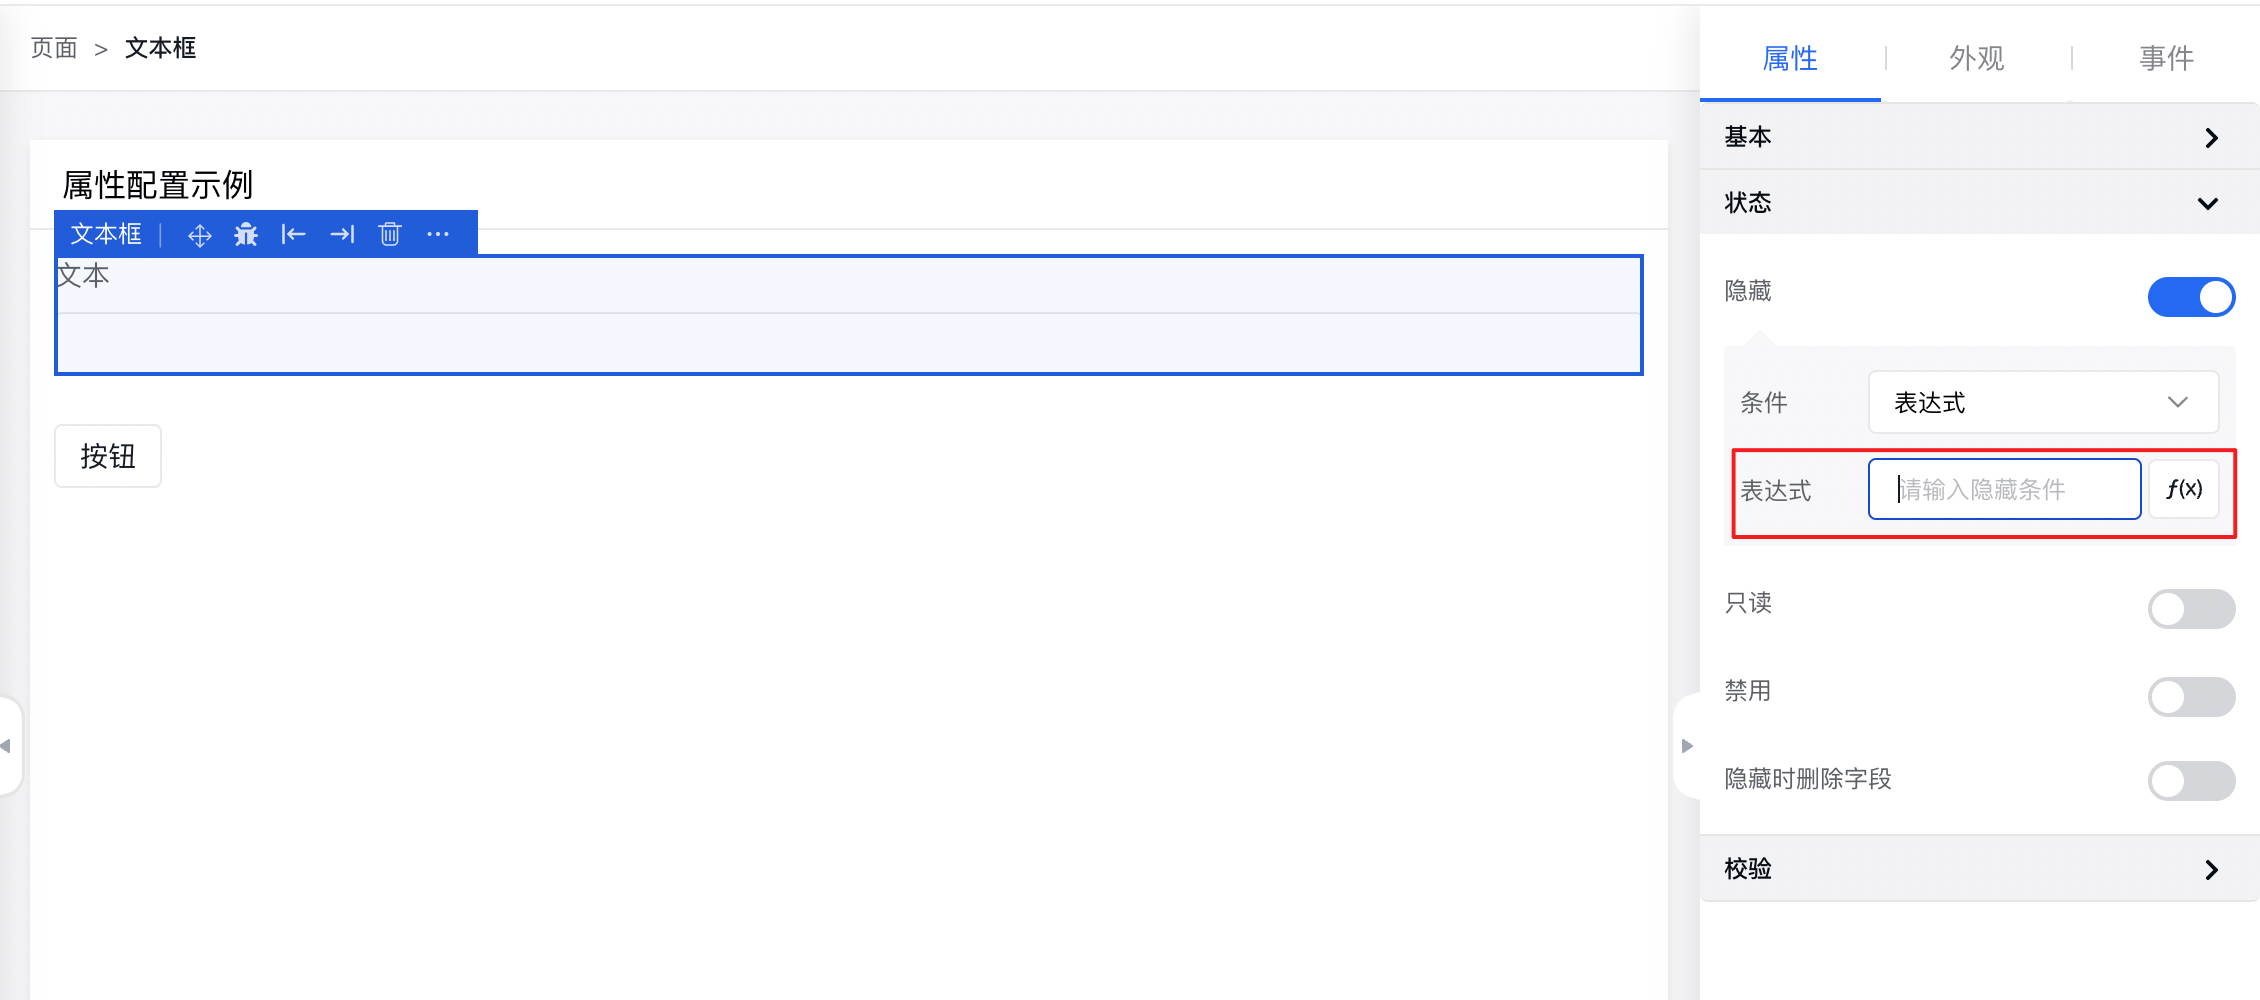 页面 > 文本框
属性配置示例
文本框
文本
按钮
属性 外观 事件
基本
状态
隐藏
条件 表达式
表达式 请输入隐藏条件 f(x)
只读
禁用
隐藏时删除字段
校验